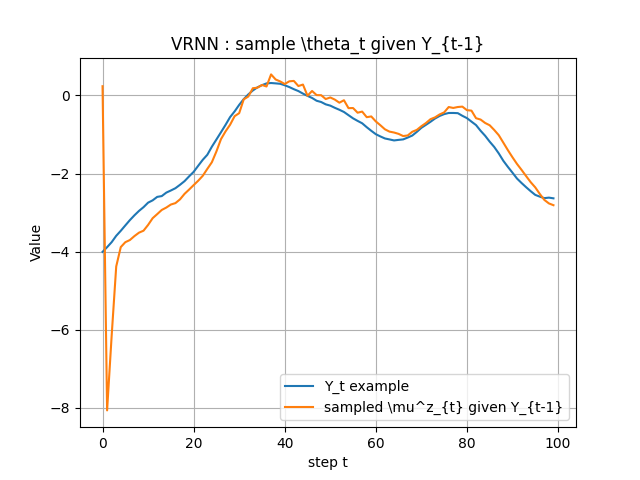 VRNN : sample \theta_t given Y_{t-1}
Value
0
−2
−4
−6
−8
Y_t example
sampled \mu^z_{t} given Y_{t-1}
0 20 40 60 80 100
step t